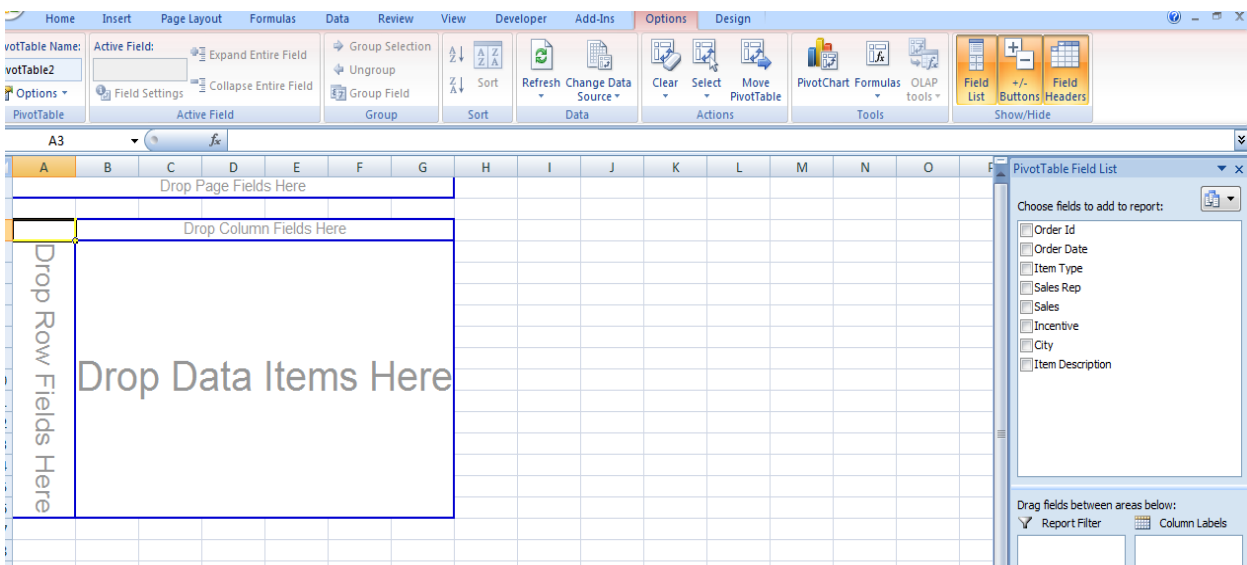 Home Insert Page Layout Formulas Data Review View Developer Add-Ins Options Design
votTable Name: Active Field: Expand Entire Field Group Selection
votTable2 Ungroup Sort Refresh Change Data Source Clear Select Move PivotTable PivotChart Formulas OLAP tools Field List +/- Buttons Field Headers
Options Field Settings Collapse Entire Field Group Field
PivotTable Active Field Group Sort Data Actions Tools Show/Hide
A3 fx
A B C D E F G H I J K L M N O P PivotTable Field List
Drop Page Fields Here
Choose fields to add to report:
Drop Column Fields Here
Order Id
Order Date
Item Type
Sales Rep
Sales
Incentive
City
Item Description
Drop Row Fields Here
Drop Data Items Here
Drag fields between areas below:
Report Filter Column Labels